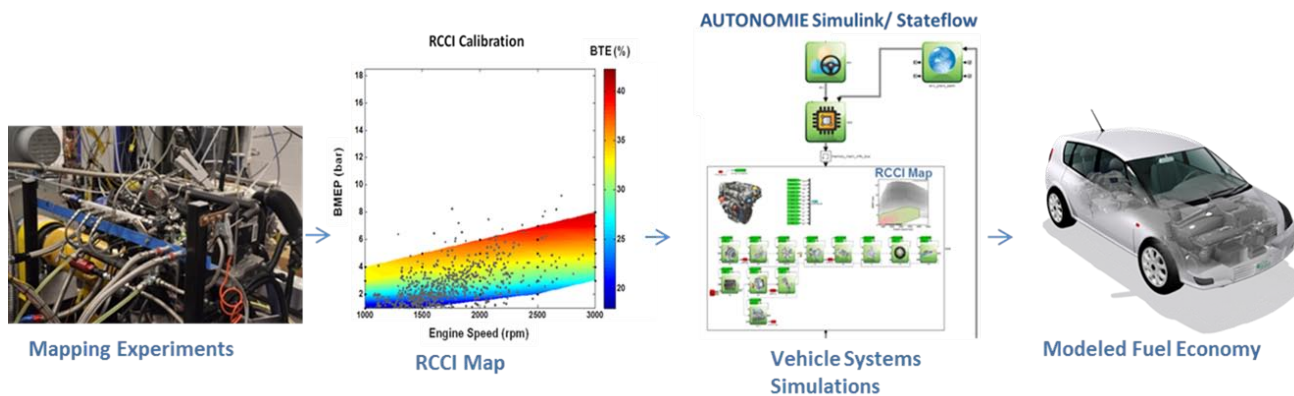 AUTONOMIE Simulink/ Stateflow
RCCI Calibration
BTE (%)
BMEP (bar)
18
16
14
12
10
8
6
4
2
1000
1500
2000
2500
3000
Engine Speed (rpm)
40
35
30
25
20
RCCI Map
Mapping Experiments
RCCI Map
Vehicle Systems
Simulations
Modeled Fuel Economy